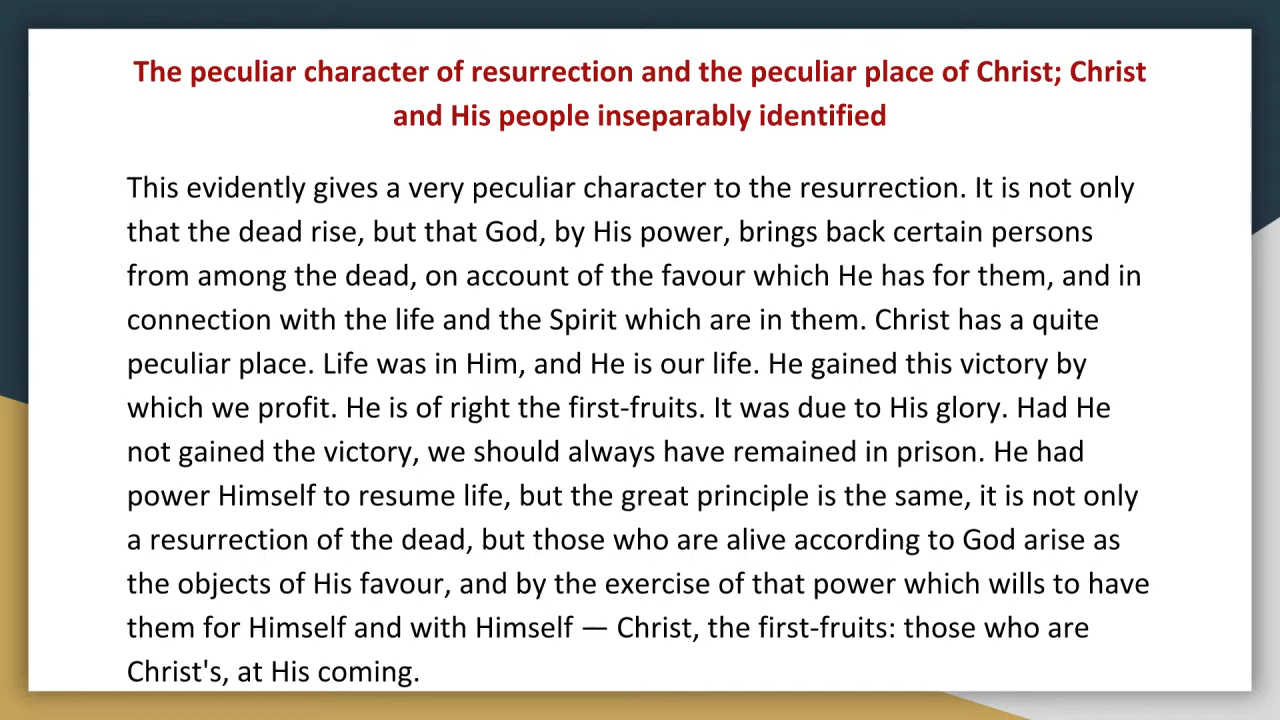 The peculiar character of resurrection and the peculiar place of Christ; Christ
and His people inseparably identified
This evidently gives a very peculiar character to the resurrection. It is not only
that the dead rise, but that God, by His power, brings back certain persons
from among the dead, on account of the favour which He has for them, and in
connection with the life and the Spirit which are in them. Christ has a quite
peculiar place. Life was in Him, and He is our life. He gained this victory by
which we profit. He is of right the first-fruits. It was due to His glory. Had He
not gained the victory, we should always have remained in prison. He had
power Himself to resume life, but the great principle is the same, it is not only
a resurrection of the dead, but those who are alive according to God arise as
the objects of His favour, and by the exercise of that power which wills to have
them for Himself and with Himself — Christ, the first-fruits: those who are
Christ's, at His coming.